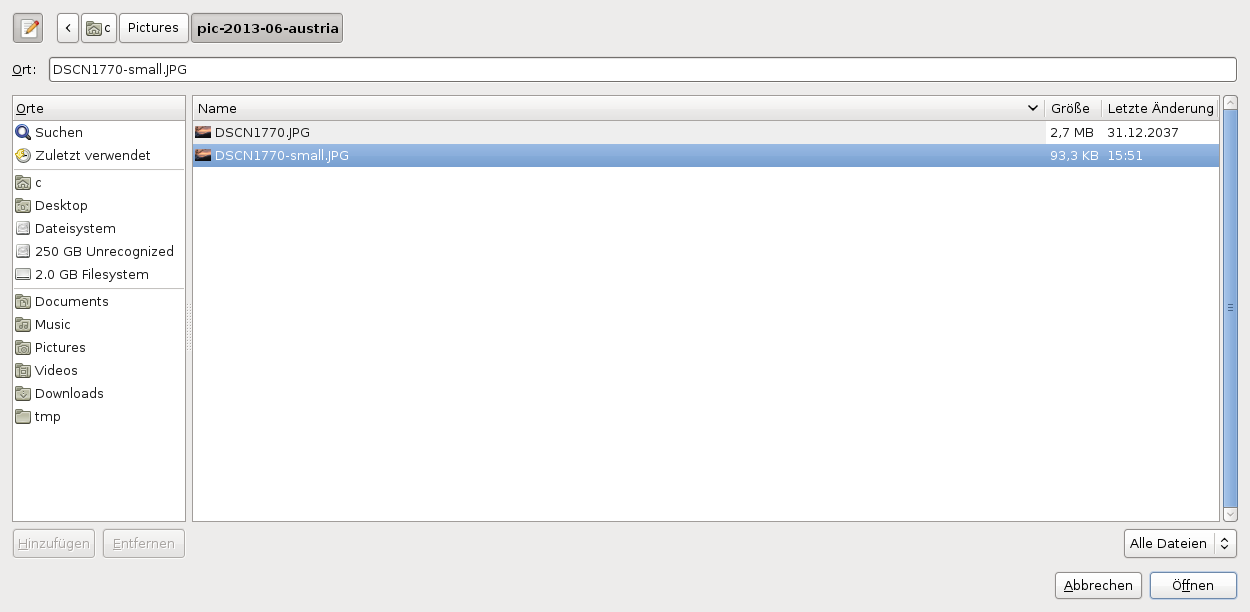 < c Pictures pic-2013-06-austria
Ort: DSCN1770-small.JPG
Orte
Suchen
Zuletzt verwendet
c
Desktop
Dateisystem
250 GB Unrecognized
2.0 GB Filesystem
Documents
Music
Pictures
Videos
Downloads
tmp
Name Größe Letzte Änderung
DSCN1770.JPG 2,7 MB 31.12.2037
DSCN1770-small.JPG 93,3 KB 15:51
Hinzufügen Entfernen Alle Dateien
Abbrechen Öffnen